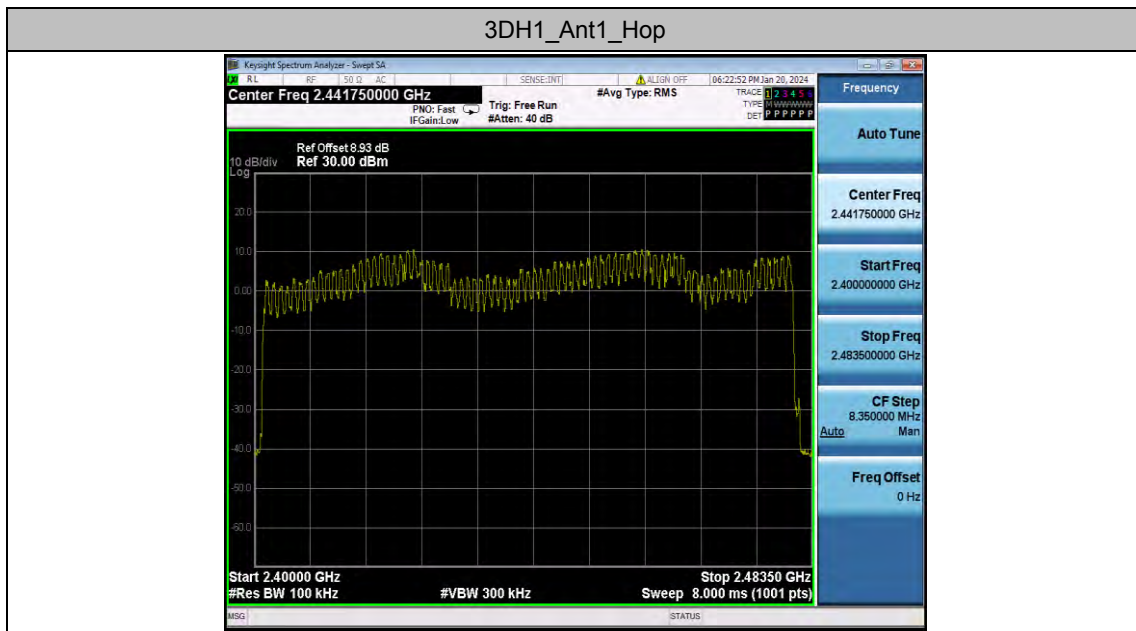 3DH1_Ant1_Hop
Keysight Spectrum Analyzer - Swept SA
RL RF 50 Ω AC SENSE:INT ALIGN OFF 06:22:52 PM Jan 20, 2024
Center Freq 2.441750000 GHz
PNO: Fast
IFGain:Low
Trig: Free Run
#Atten: 40 dB
#Avg Type: RMS
TRACE 1 2 3 4 5 6
TYPE M WWWWW
DET P P P P P P
Ref Offset 8.93 dB
10 dB/div Ref 30.00 dBm
Log
20.0
10.0
0.00
-10.0
-20.0
-30.0
-40.0
-50.0
-60.0
Start 2.40000 GHz Stop 2.48350 GHz
#Res BW 100 kHz #VBW 300 kHz Sweep 8.000 ms (1001 pts)
MSG STATUS
Frequency
Auto Tune
Center Freq
2.441750000 GHz
Start Freq
2.400000000 GHz
Stop Freq
2.483500000 GHz
CF Step
8.350000 MHz
Auto Man
Freq Offset
0 Hz